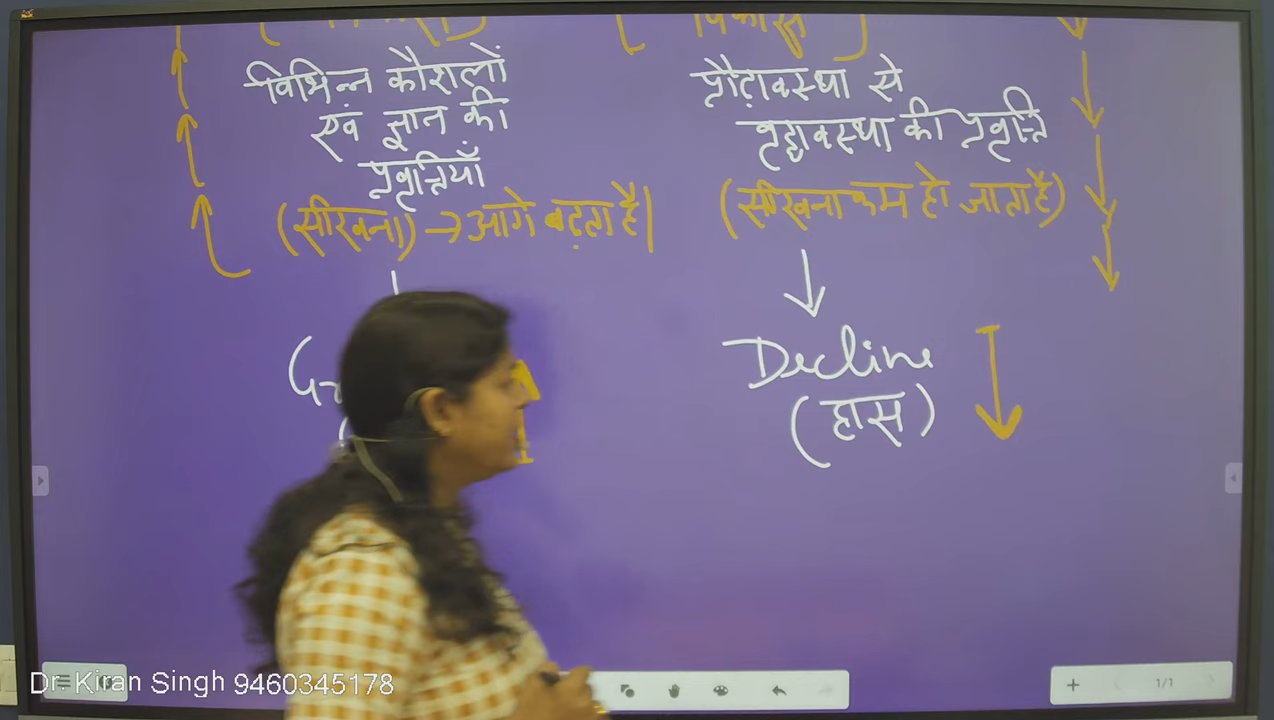 विभिन्न कौशलों
एवं ज्ञान की
प्रवृत्तियाँ
(सीखना) → आगे बढ़ता है|
प्रौढ़ावस्था से
वृद्धावस्था की प्रवृत्ति
(सीखना कम हो जाता है)
Decline
(ह्रास)
Dr. Kiran Singh 9460345178
1/1